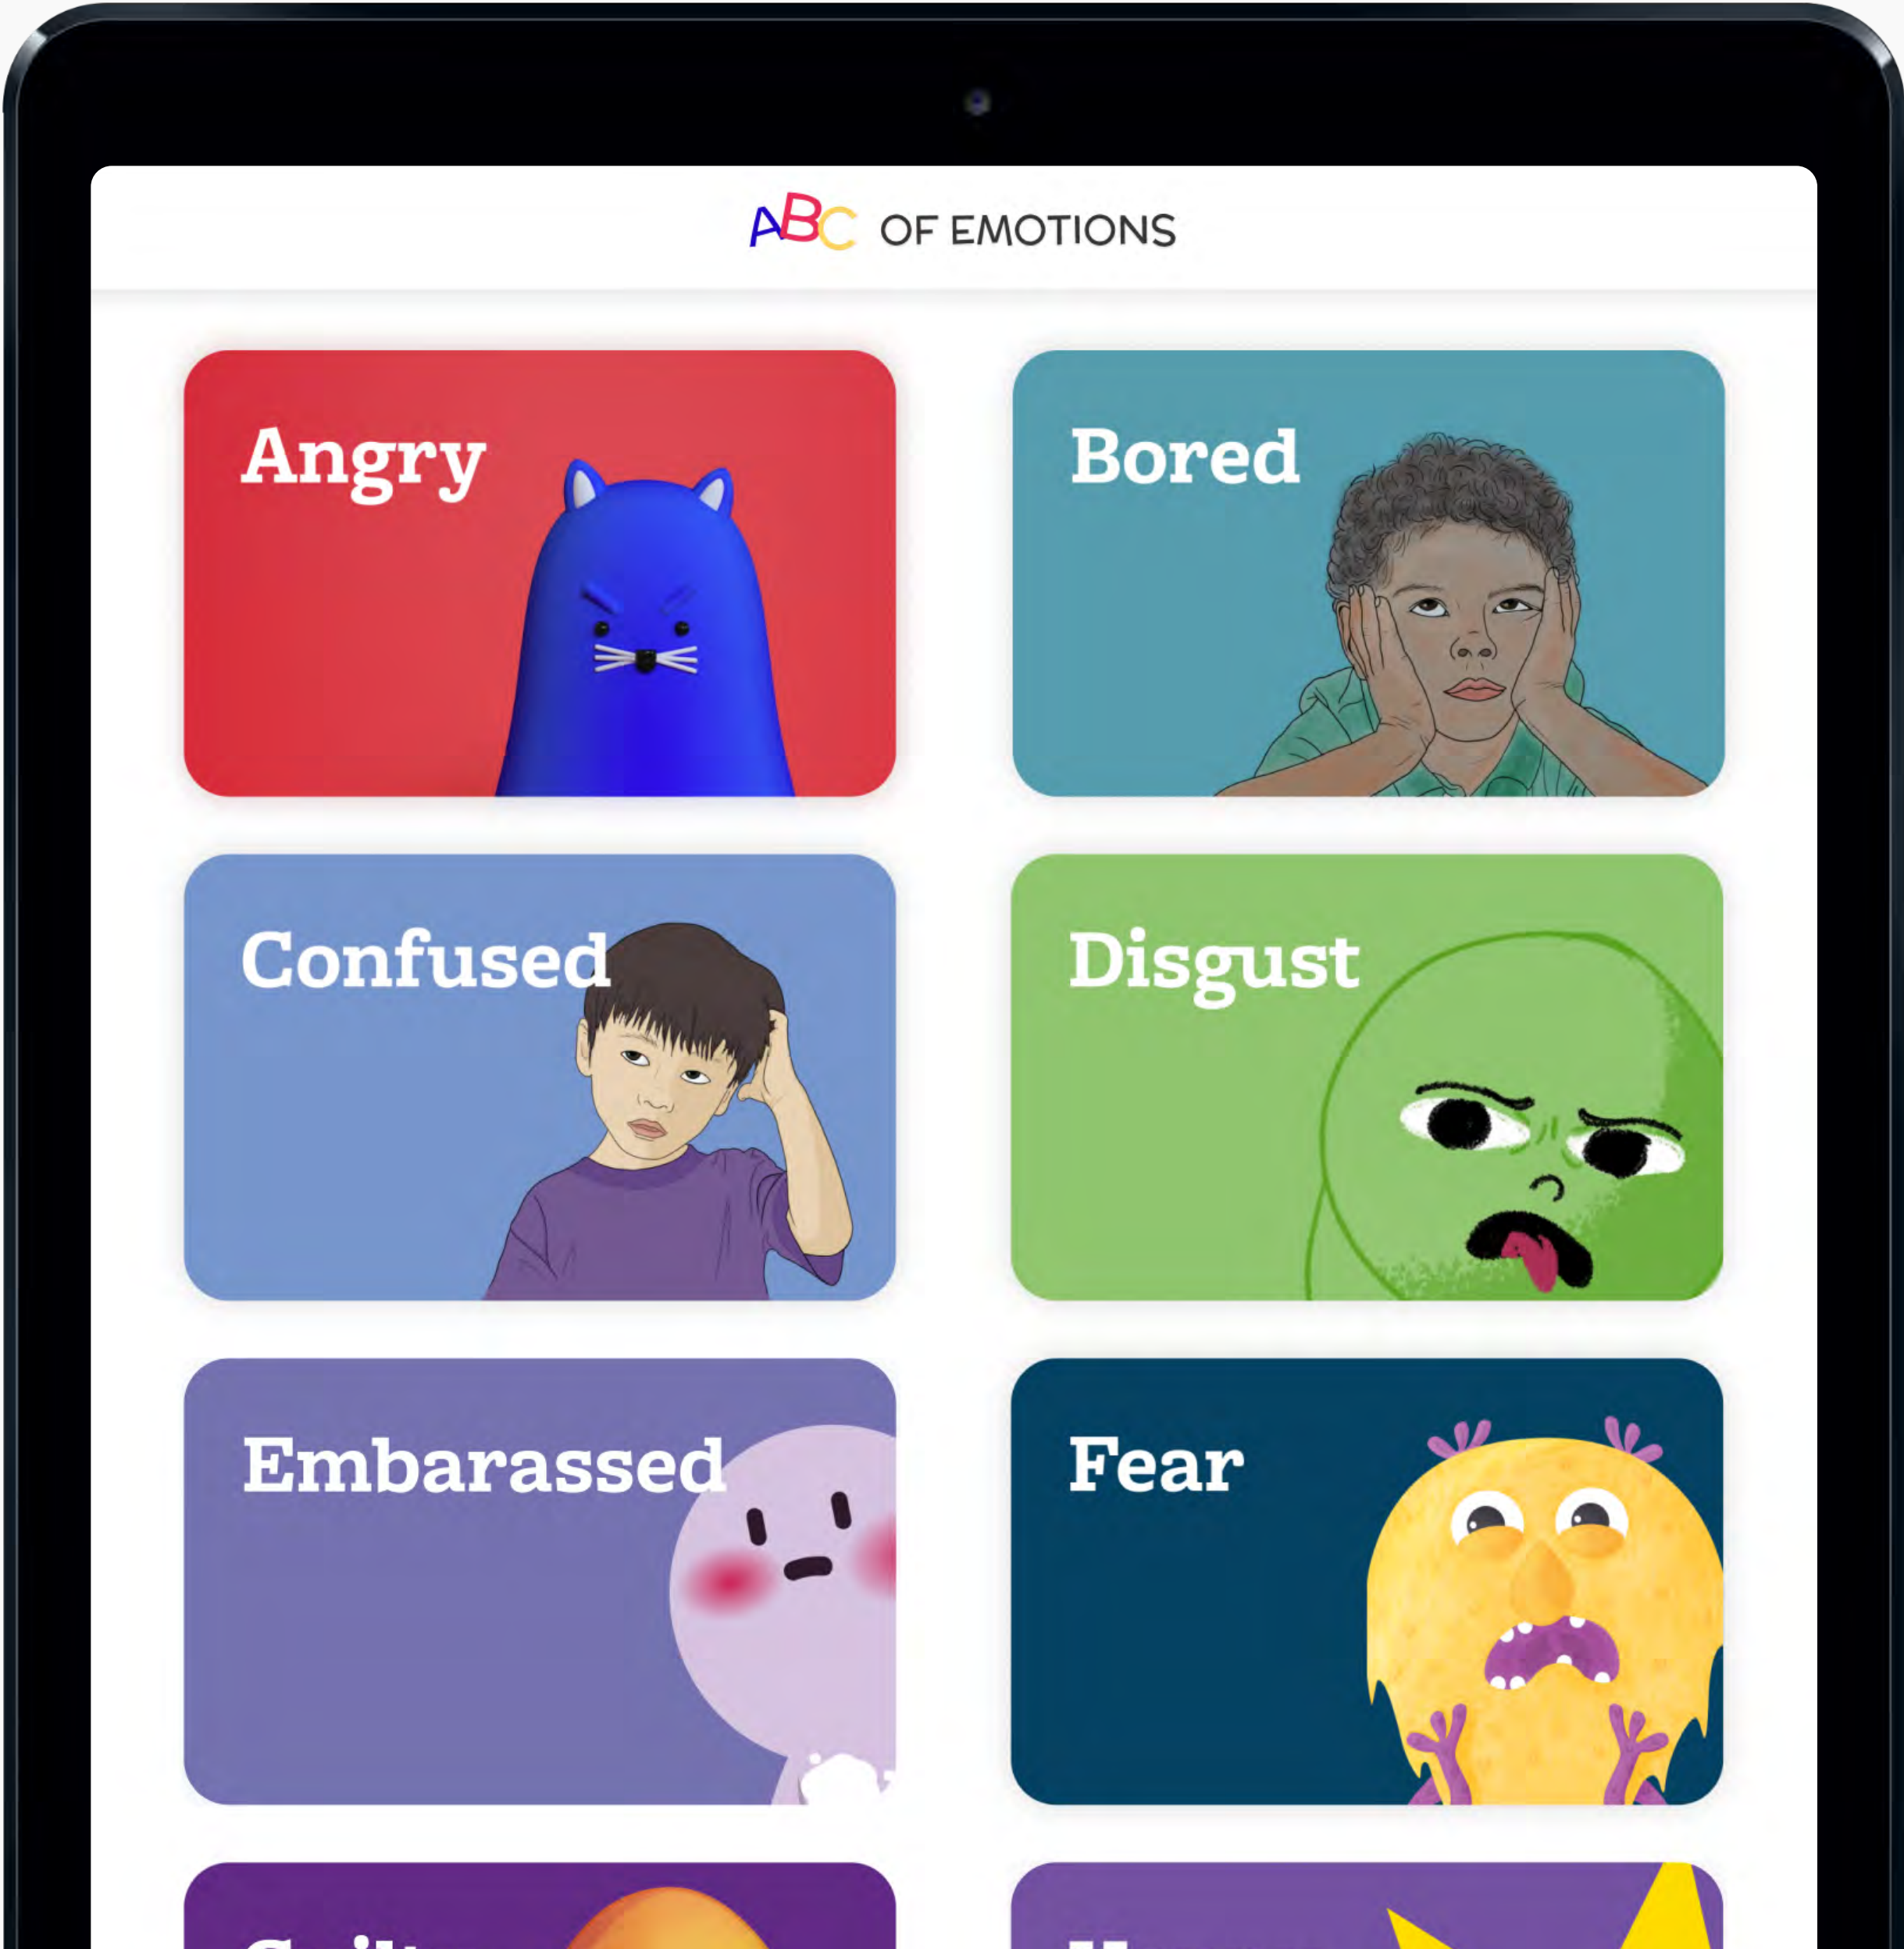 ABC OF EMOTIONS
Angry
Bored
Confused
Disgust
Embarassed
Fear